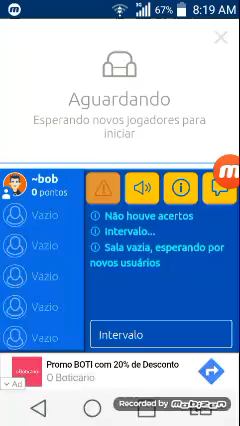 67% 8:19 AM
Aguardando
Esperando novos jogadores para
iniciar
~bob
0 pontos
Vazio
Vazio
Vazio
Vazio
Vazio
Não houve acertos
Intervalo...
Sala vazia, esperando por
novos usuários
Intervalo
Promo BOTI com 20% de Desconto
O Boticário
Ad
Recorded by mobizen